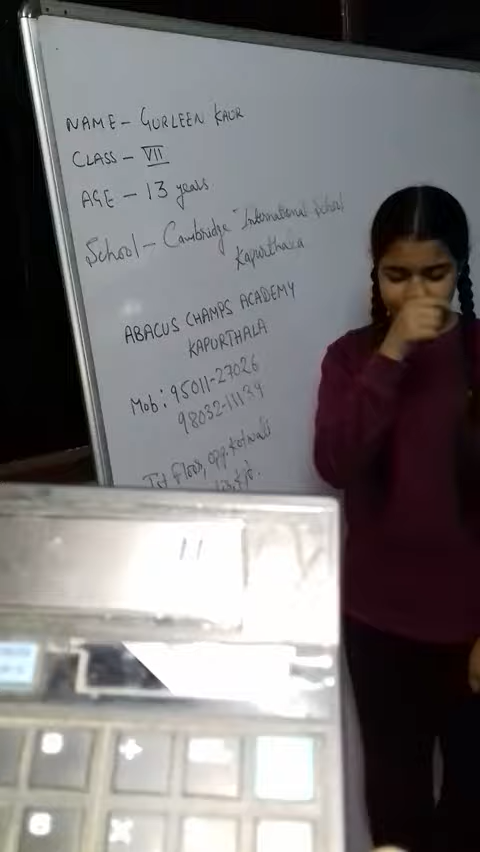 NAME - GURLEEN KAUR
CLASS - VII
AGE - 13 years
School - Cambridge International School
Kapurthala
ABACUS CHAMPS ACADEMY
KAPURTHALA
Mob: 95011-27026
98032-11139
Ist Floor, opp. Kotwali
11
+
X